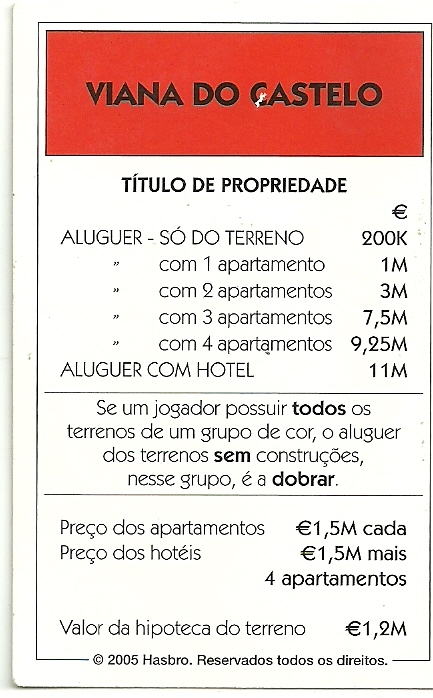 VIANA DO CASTELO
TÍTULO DE PROPRIEDADE
€
ALUGUER - SÓ DO TERRENO 200K
" com 1 apartamento 1M
" com 2 apartamentos 3M
" com 3 apartamentos 7,5M
" com 4 apartamentos 9,25M
ALUGUER COM HOTEL 11M
Se um jogador possuir todos os
terrenos de um grupo de cor, o aluguer
dos terrenos sem construções,
nesse grupo, é a dobrar.
Preço dos apartamentos €1,5M cada
Preço dos hotéis €1,5M mais
4 apartamentos
Valor da hipoteca do terreno €1,2M
© 2005 Hasbro. Reservados todos os direitos.